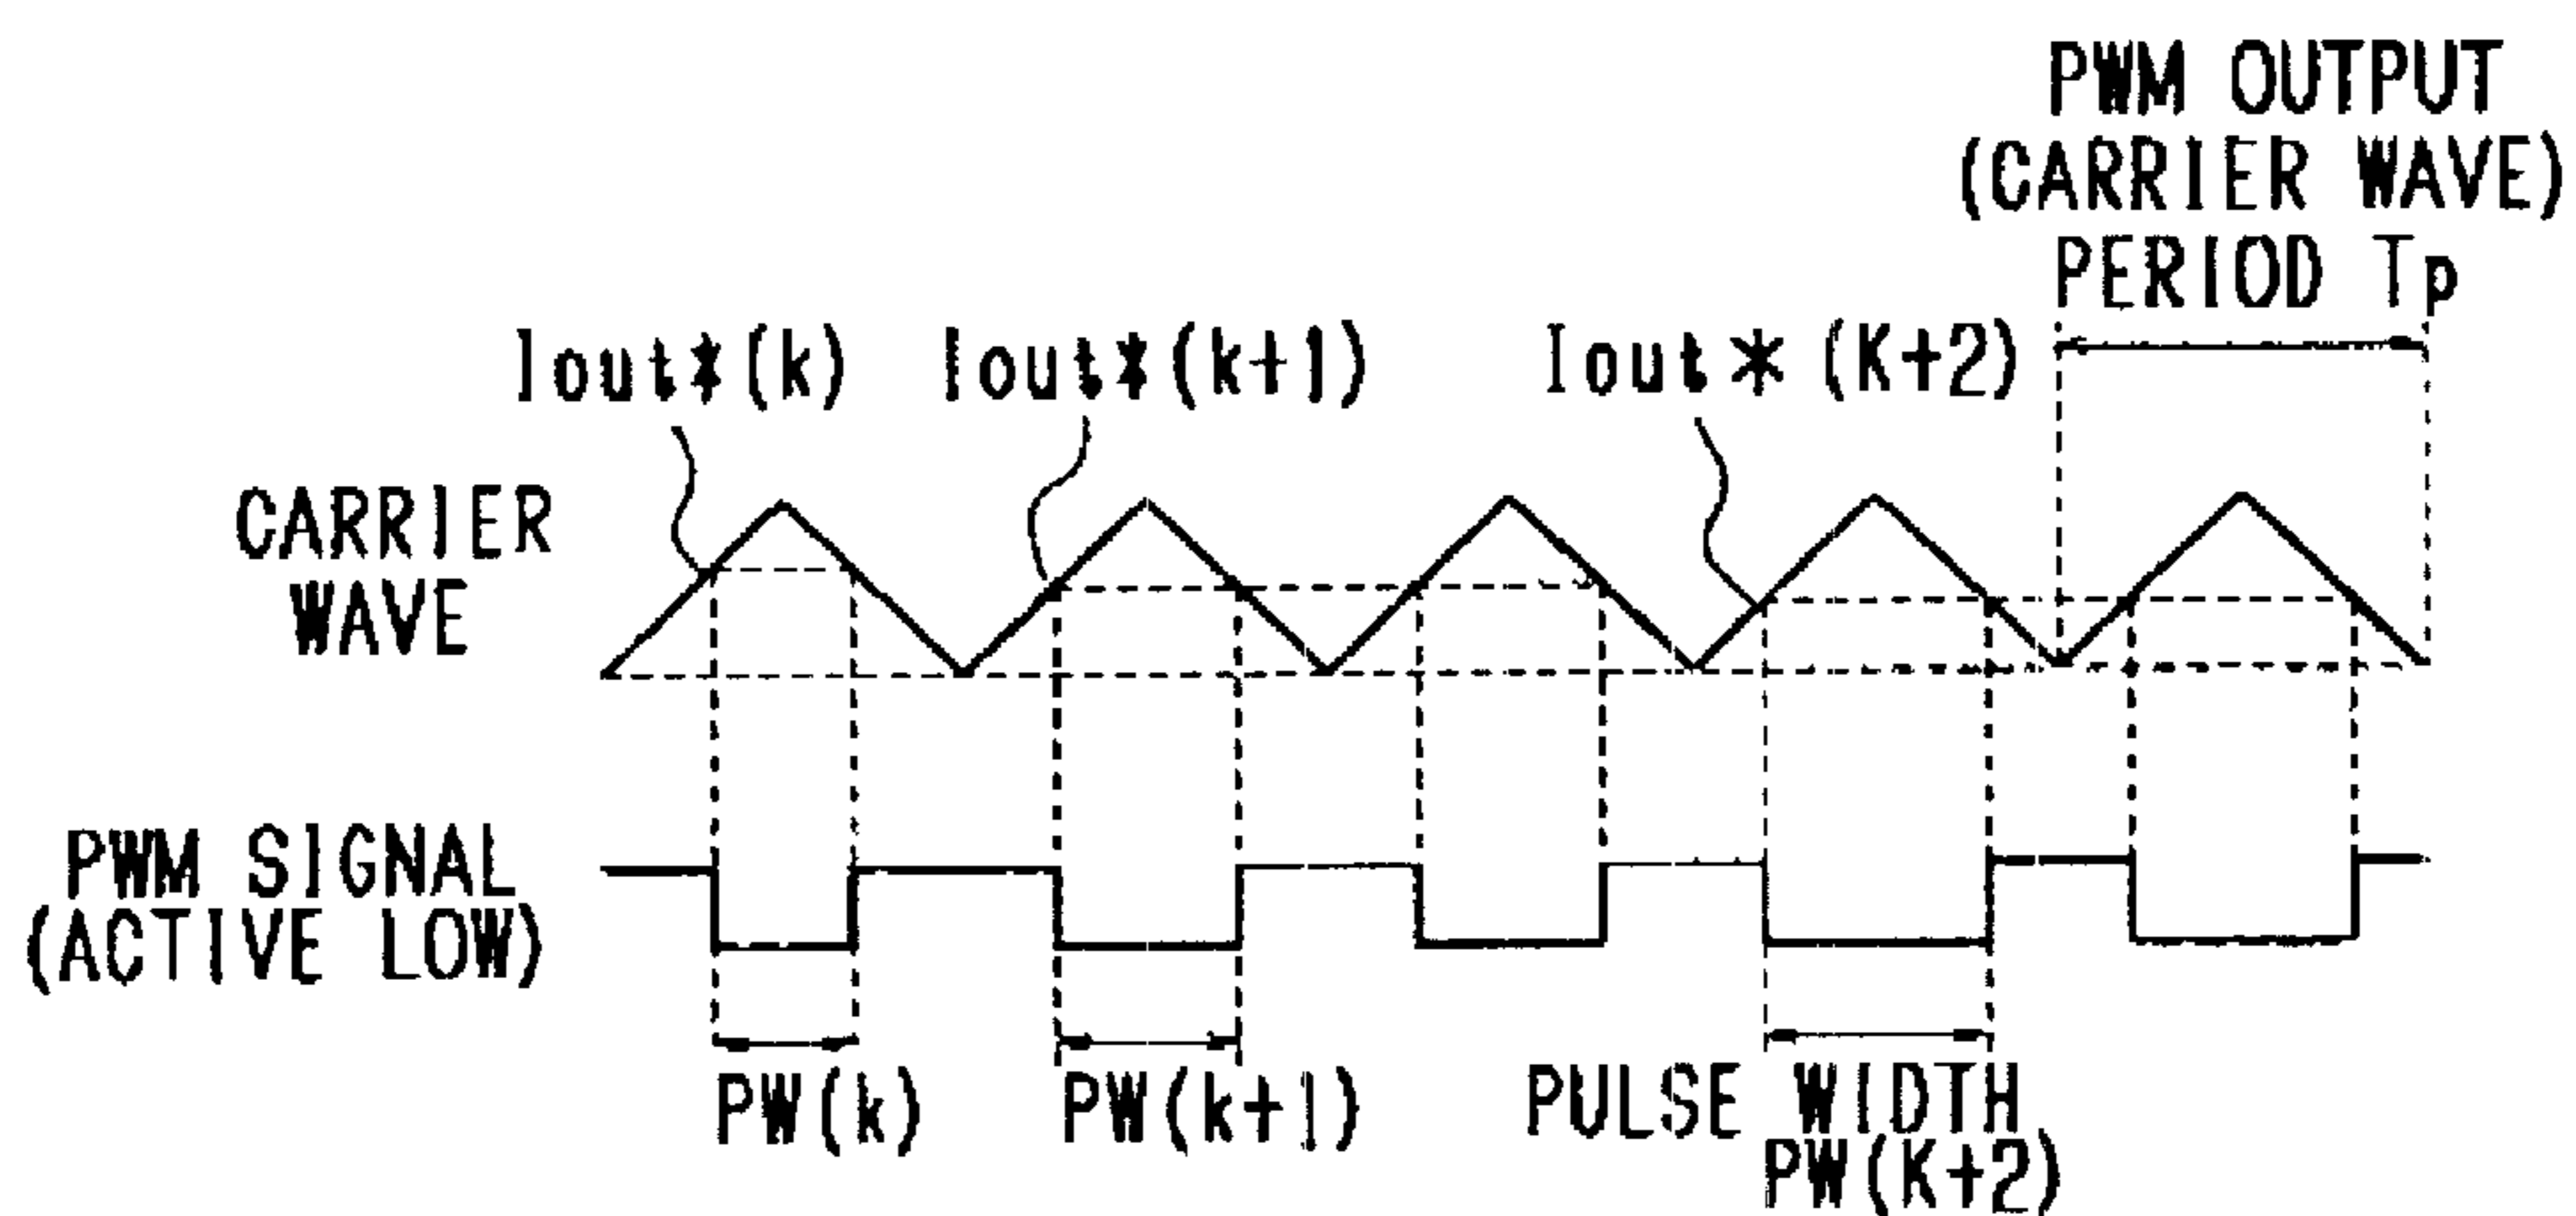 PWM OUTPUT
(CARRIER WAVE)
PERIOD Tp
Iout*(k)
Iout*(k+1)
Iout*(K+2)
CARRIER
WAVE
PWM SIGNAL
(ACTIVE LOW)
PW(k)
PW(k+1)
PULSE WIDTH
PW(K+2)